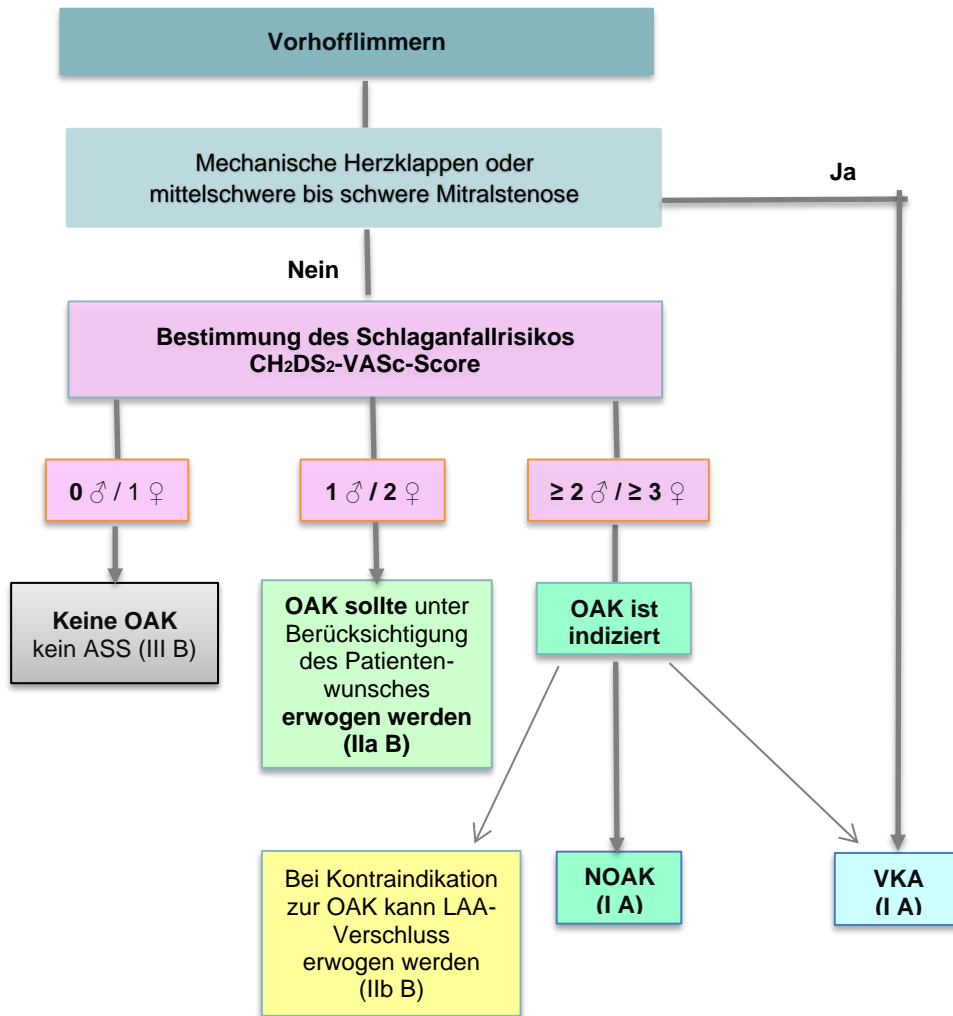 Vorhofflimmern
Mechanische Herzklappen oder
mittelschwere bis schwere Mitralstenose
Ja
Nein
Bestimmung des Schlaganfallrisikos
CH₂DS₂-VASc-Score
0 ♂ / 1 ♀
1 ♂ / 2 ♀
≥ 2 ♂ / ≥ 3 ♀
Keine OAK
kein ASS (III B)
OAK sollte unter
Berücksichtigung
des Patienten-
wunsches
erwogen werden
(IIa B)
OAK ist
indiziert
Bei Kontraindikation
zur OAK kann LAA-
Verschluss
erwogen werden
(IIb B)
NOAK
(I A)
VKA
(I A)